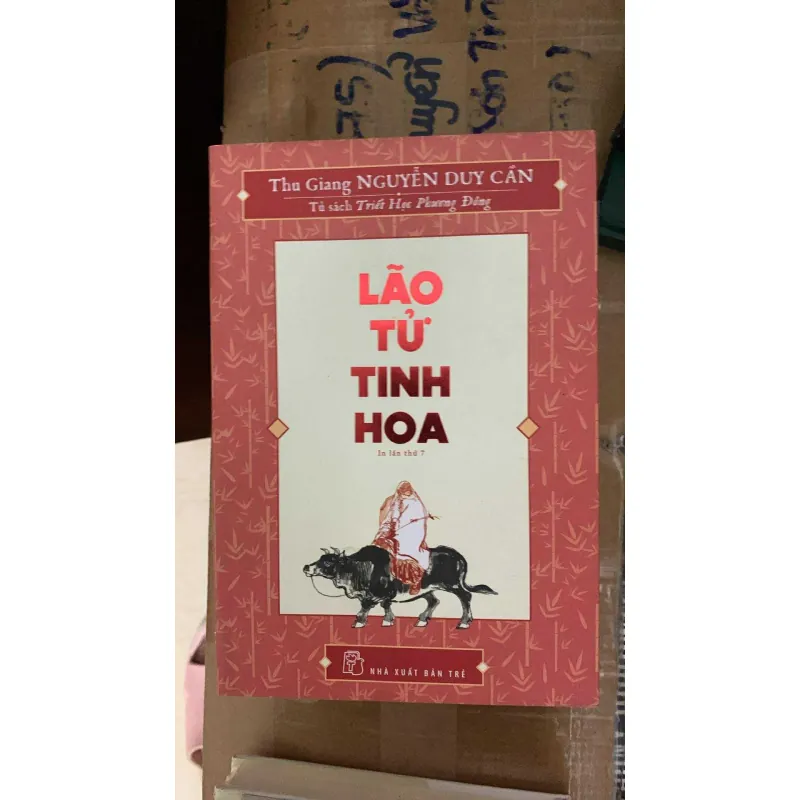 Thu Giang NGUYỄN DUY CẦN
Tủ sách Triết Học Phương Đông
LÃO
TỬ
TINH
HOA
In lần thứ 7
NHÀ XUẤT BẢN TRẺ